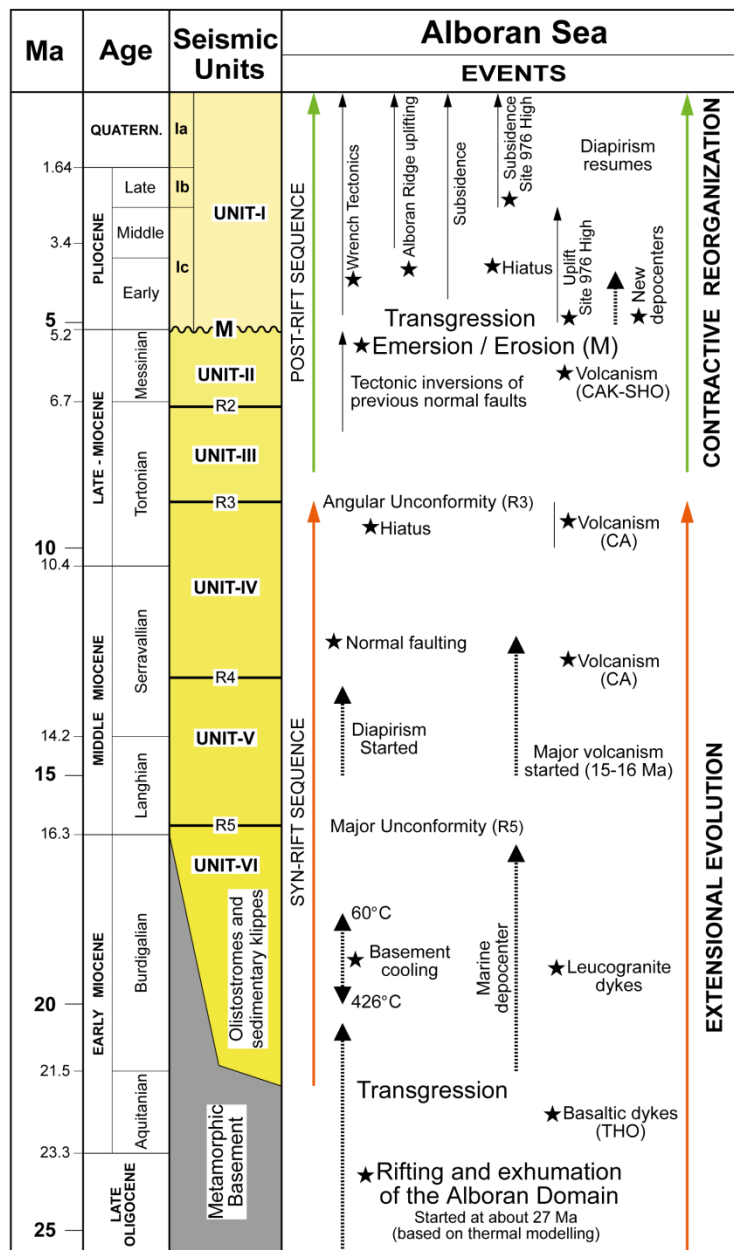 Ma
Age
Seismic
Units
Alboran Sea
EVENTS
QUATERN.
1.64
PLIOCENE
Late
Middle
3.4
Early
5
5.2
LATE - MIOCENE
Messinian
6.7
Tortonian
10
10.4
MIDDLE MIOCENE
Serravallian
14.2
Langhian
15
16.3
EARLY MIOCENE
Burdigalian
20
21.5
Aquitanian
23.3
LATE
OLIGOCENE
25
Ia
Ib
Ic
UNIT-I
M
UNIT-II
R2
UNIT-III
R3
UNIT-IV
R4
UNIT-V
R5
UNIT-VI
Olistostromes and
sedimentary klippes
Metamorphic
Basement
POST-RIFT SEQUENCE
SYN-RIFT SEQUENCE
Wrench Tectonics
Alboran Ridge uplifting
Subsidence
Subsidence
Site 976 High
Diapirism
resumes
★Hiatus
Uplift
Site 976 High
New
depocenters
Transgression
★Emersion / Erosion (M)
Tectonic inversions of
previous normal faults
★Volcanism
(CAK-SHO)
Angular Unconformity (R3)
★Hiatus
★Volcanism
(CA)
★Normal faulting
★Volcanism
(CA)
Diapirism
Started
Major volcanism
started (15-16 Ma)
Major Unconformity (R5)
60°C
★Basement
cooling
426°C
Marine
depocenter
★Leucogranite
dykes
Transgression
★Basaltic dykes
(THO)
★Rifting and exhumation
of the Alboran Domain
Started at about 27 Ma
(based on thermal modelling)
CONTRACTIVE REORGANIZATION
EXTENSIONAL EVOLUTION